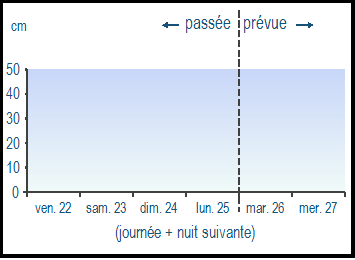 passée prévue
cm
50
40
30
20
10
0
ven. 22 sam. 23 dim. 24 lun. 25 mar. 26 mer. 27
(journée + nuit suivante)